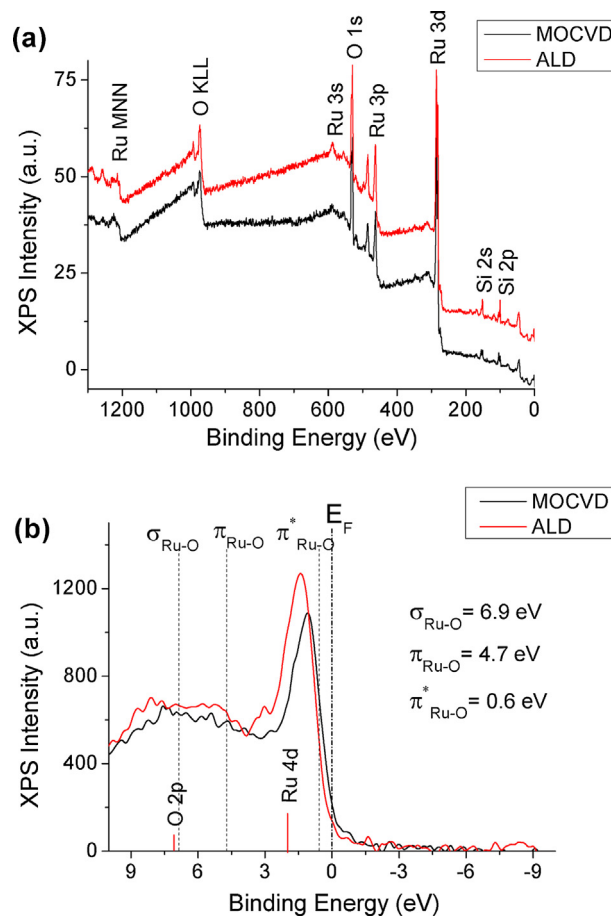 (a)
MOCVD
ALD
Ru MNN
O KLL
Ru 3s
O 1s
Ru 3p
Ru 3d
Si 2s
Si 2p
75
50
25
0
XPS Intensity (a.u.)
1200 1000 800 600 400 200 0
Binding Energy (eV)
(b)
MOCVD
ALD
σRu-O πRu-O π*Ru-O EF
σRu-O = 6.9 eV
πRu-O = 4.7 eV
π*Ru-O = 0.6 eV
O 2p
Ru 4d
1200
900
600
300
0
XPS Intensity (a.u.)
9 6 3 0 -3 -6 -9
Binding Energy (eV)